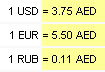 1 USD = 3.75 AED
1 EUR = 5.50 AED
1 RUB = 0.11 AED